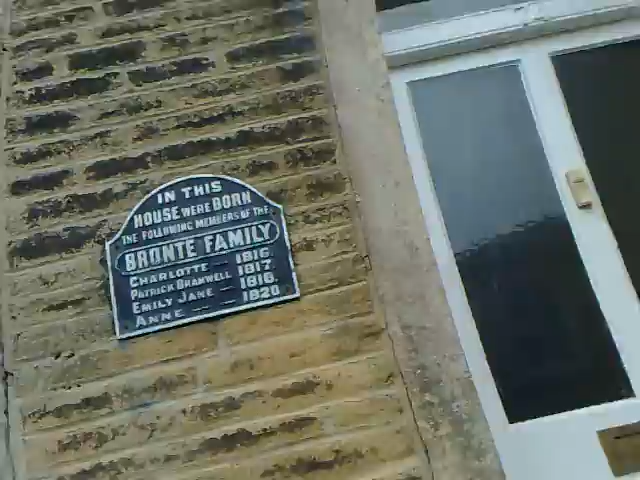 IN THIS
HOUSE WERE BORN
THE FOLLOWING MEMBERS OF THE
BRONTE FAMILY
CHARLOTTE — 1816.
PATRICK BRANWELL 1817.
EMILY JANE — 1818.
ANNE — — 1820